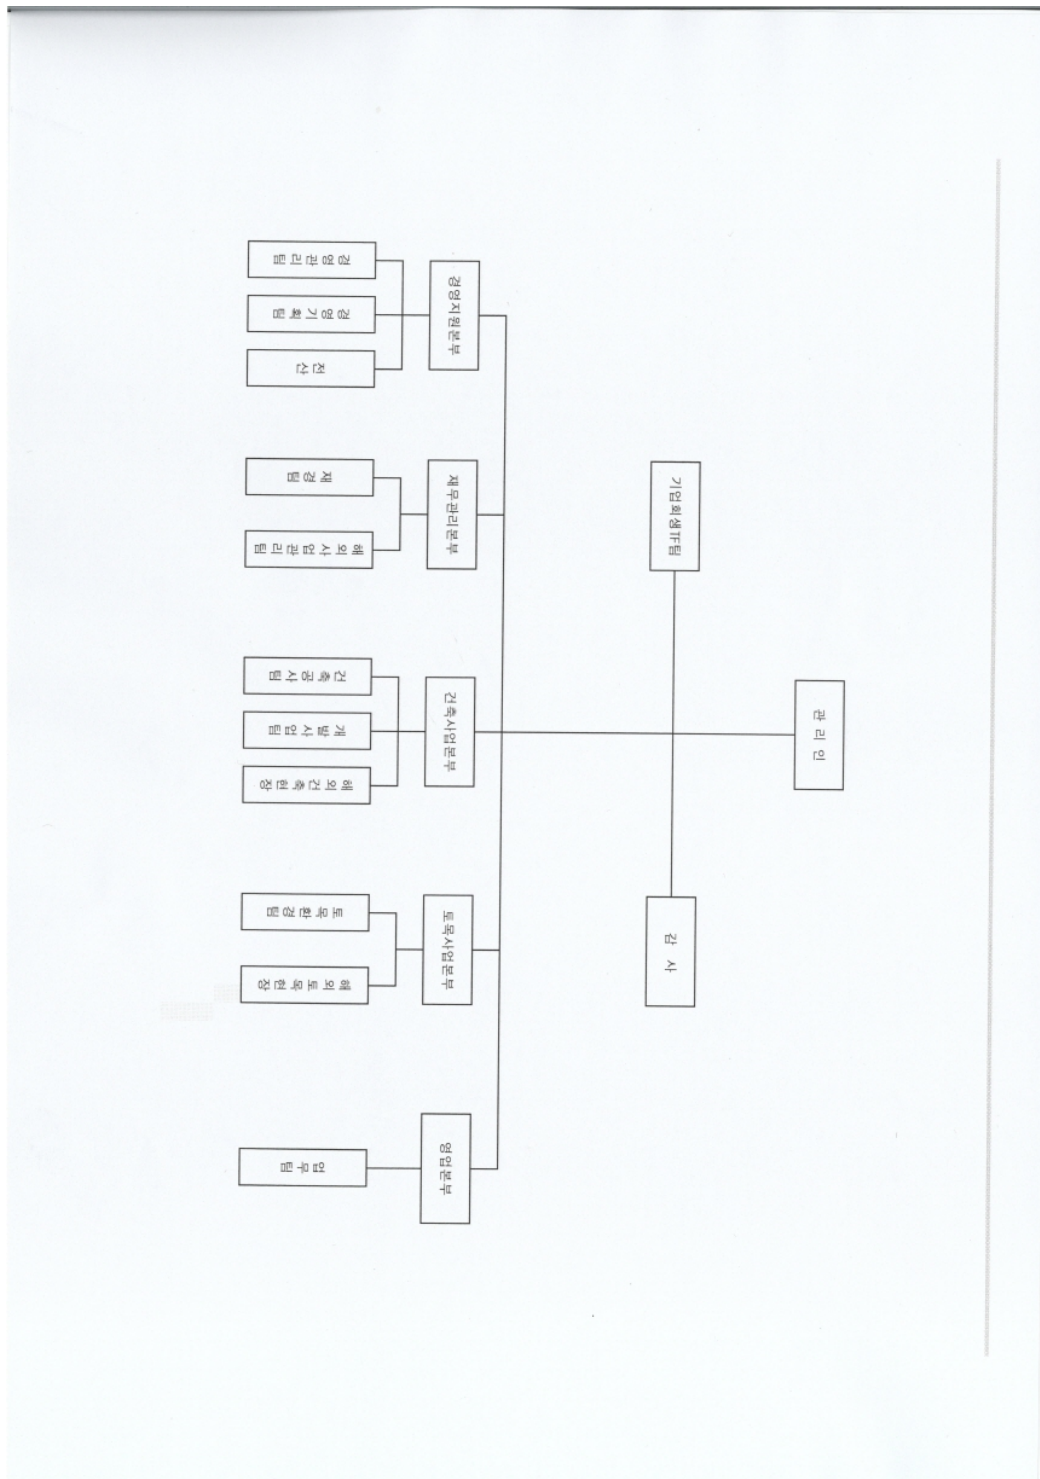 관 리 인
기업회생TF팀
감 사
경영지원본부
재무관리본부
건축사업본부
토목사업본부
영업본부
경영관리팀
경영기획팀
전산
재경팀
해외사업관리팀
건축공사팀
개발사업팀
해외건축현장
토목환경팀
해외토목현장
업무팀